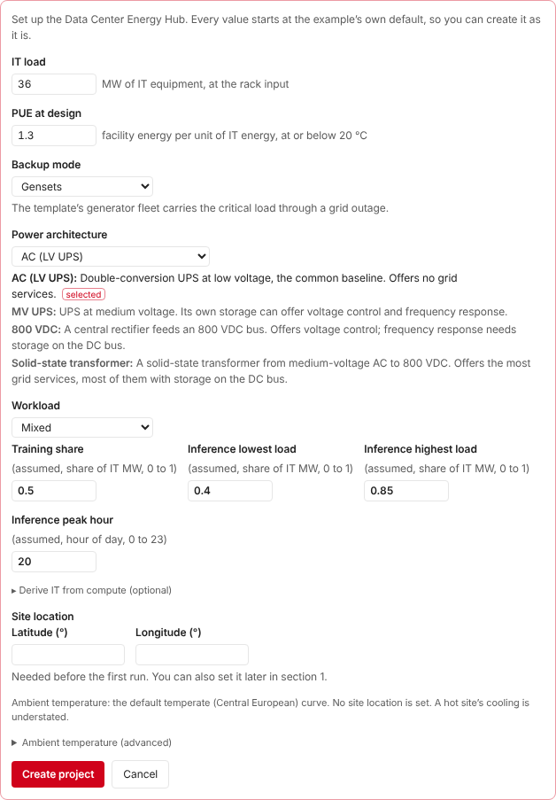 Set up the Data Center Energy Hub. Every value starts at the example's own default, so you can create it as
it is.
IT load
36 MW of IT equipment, at the rack input
PUE at design
1.3 facility energy per unit of IT energy, at or below 20 °C
Backup mode
Gensets
The template's generator fleet carries the critical load through a grid outage.
Power architecture
AC (LV UPS)
AC (LV UPS): Double-conversion UPS at low voltage, the common baseline. Offers no grid
services. selected
MV UPS: UPS at medium voltage. Its own storage can offer voltage control and frequency response.
800 VDC: A central rectifier feeds an 800 VDC bus. Offers voltage control; frequency response needs
storage on the DC bus.
Solid-state transformer: A solid-state transformer from medium-voltage AC to 800 VDC. Offers the most
grid services, most of them with storage on the DC bus.
Workload
Mixed
Training share Inference lowest load Inference highest load
(assumed, share of IT MW, 0 to 1) (assumed, share of IT MW, 0 to 1) (assumed, share of IT MW, 0 to 1)
0.5 0.4 0.85
Inference peak hour
(assumed, hour of day, 0 to 23)
20
▸ Derive IT from compute (optional)
Site location
Latitude (°) Longitude (°)
Needed before the first run. You can also set it later in section 1.
Ambient temperature: the default temperate (Central European) curve. No site location is set. A hot site's cooling is
understated.
▸ Ambient temperature (advanced)
Create project Cancel